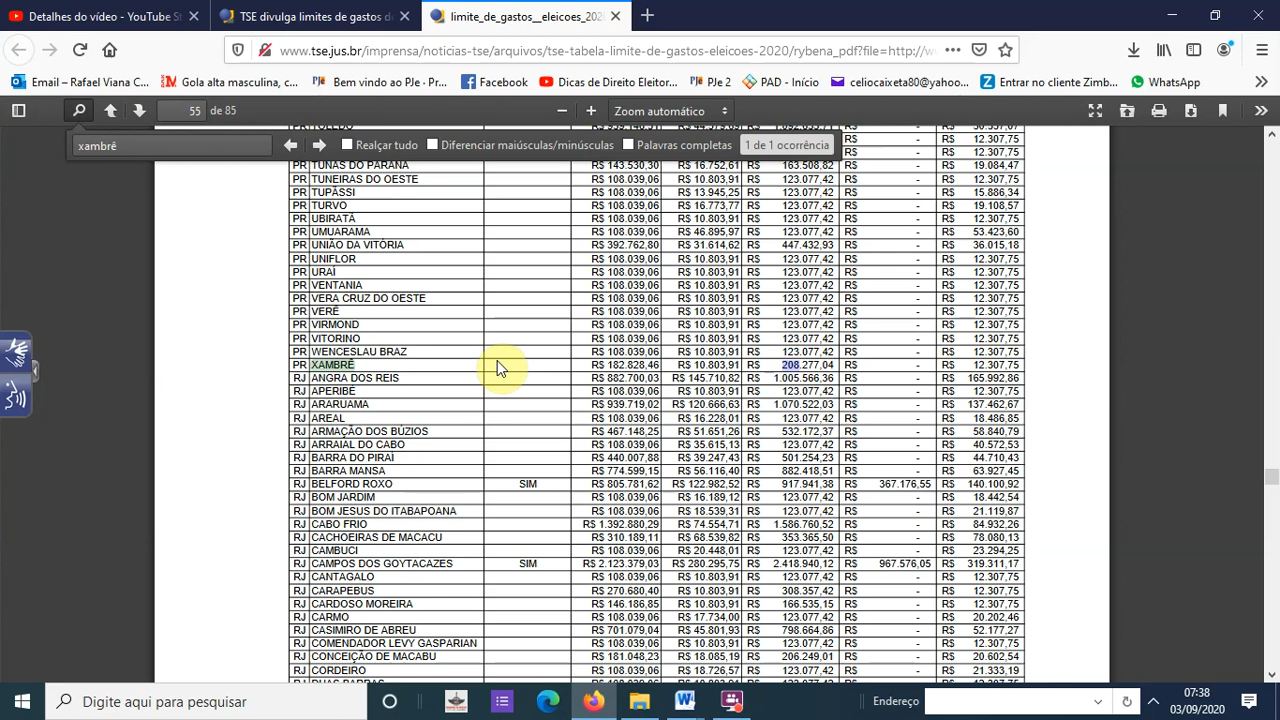 Detalhes do vídeo - YouTube St
TSE divulga limites de gastos de
limite_de_gastos__eleicoes_2020
www.tse.jus.br/imprensa/noticias-tse/arquivos/tse-tabela-limite-de-gastos-eleicoes-2020/rybena_pdf?file=http://w
Email – Rafael Viana C... Gola alta masculina, c... Bem vindo ao PJe - Pr... Facebook Dicas de Direito Eleitor... PJe 2 PAD - Início celiocaixeta80@yahoo... Entrar no cliente Zimb... WhatsApp
55 de 85 Zoom automático
xambrê Realçar tudo Diferenciar maiúsculas/minúsculas Palavras completas 1 de 1 ocorrência
R$ - R$ 12.307,75
R$ - R$ 12.307,75
R$ 143.530,30 R$ 16.752,61 R$ 163.508,82 R$ - R$ 19.084,47
PR TUNEIRAS DO OESTE R$ 108.039,06 R$ 10.803,91 R$ 123.077,42 R$ - R$ 12.307,75
PR TUPÃSSI R$ 108.039,06 R$ 13.945,25 R$ 123.077,42 R$ - R$ 15.886,34
PR TURVO R$ 108.039,06 R$ 16.773,77 R$ 123.077,42 R$ - R$ 19.108,57
PR UBIRATÃ R$ 108.039,06 R$ 10.803,91 R$ 123.077,42 R$ - R$ 12.307,75
PR UMUARAMA R$ 108.039,06 R$ 46.895,97 R$ 123.077,42 R$ - R$ 53.423,60
PR UNIÃO DA VITÓRIA R$ 392.762,80 R$ 31.614,62 R$ 447.432,93 R$ - R$ 36.015,18
PR UNIFLOR R$ 108.039,06 R$ 10.803,91 R$ 123.077,42 R$ - R$ 12.307,75
PR URAÍ R$ 108.039,06 R$ 10.803,91 R$ 123.077,42 R$ - R$ 12.307,75
PR VENTANIA R$ 108.039,06 R$ 10.803,91 R$ 123.077,42 R$ - R$ 12.307,75
PR VERA CRUZ DO OESTE R$ 108.039,06 R$ 10.803,91 R$ 123.077,42 R$ - R$ 12.307,75
PR VERÊ R$ 108.039,06 R$ 10.803,91 R$ 123.077,42 R$ - R$ 12.307,75
PR VIRMOND R$ 108.039,06 R$ 10.803,91 R$ 123.077,42 R$ - R$ 12.307,75
PR VITORINO R$ 108.039,06 R$ 10.803,91 R$ 123.077,42 R$ - R$ 12.307,75
PR WENCESLAU BRAZ R$ 108.039,06 R$ 10.803,91 R$ 123.077,42 R$ - R$ 12.307,75
PR XAMBRÊ R$ 182.828,46 R$ 10.803,91 R$ 208.277,04 R$ - R$ 12.307,75
RJ ANGRA DOS REIS R$ 882.700,03 R$ 145.710,82 R$ 1.005.566,36 R$ - R$ 165.992,86
RJ APERIBÉ R$ 108.039,06 R$ 10.803,91 R$ 123.077,42 R$ - R$ 12.307,75
RJ ARARUAMA R$ 939.719,02 R$ 120.666,63 R$ 1.070.522,03 R$ - R$ 137.462,67
RJ AREAL R$ 108.039,06 R$ 16.228,01 R$ 123.077,42 R$ - R$ 18.486,85
RJ ARMAÇÃO DOS BÚZIOS R$ 467.148,25 R$ 51.651,26 R$ 532.172,37 R$ - R$ 58.840,79
RJ ARRAIAL DO CABO R$ 108.039,06 R$ 35.615,13 R$ 123.077,42 R$ - R$ 40.572,53
RJ BARRA DO PIRAÍ R$ 440.007,88 R$ 39.247,43 R$ 501.254,23 R$ - R$ 44.710,43
RJ BARRA MANSA R$ 774.599,15 R$ 56.116,40 R$ 882.418,51 R$ - R$ 63.927,45
RJ BELFORD ROXO SIM R$ 805.781,62 R$ 122.982,52 R$ 917.941,38 R$ 367.176,55 R$ 140.100,92
RJ BOM JARDIM R$ 108.039,06 R$ 16.189,12 R$ 123.077,42 R$ - R$ 18.442,54
RJ BOM JESUS DO ITABAPOANA R$ 108.039,06 R$ 18.539,31 R$ 123.077,42 R$ - R$ 21.119,87
RJ CABO FRIO R$ 1.392.880,29 R$ 74.554,71 R$ 1.586.760,52 R$ - R$ 84.932,26
RJ CACHOEIRAS DE MACACU R$ 310.189,11 R$ 68.539,82 R$ 353.365,50 R$ - R$ 78.080,13
RJ CAMBUCI R$ 108.039,06 R$ 20.448,01 R$ 123.077,42 R$ - R$ 23.294,25
RJ CAMPOS DOS GOYTACAZES SIM R$ 2.123.379,03 R$ 280.295,75 R$ 2.418.940,12 R$ 967.576,05 R$ 319.311,17
RJ CANTAGALO R$ 108.039,06 R$ 10.803,91 R$ 123.077,42 R$ - R$ 12.307,75
RJ CARAPEBUS R$ 270.680,40 R$ 10.803,91 R$ 308.357,42 R$ - R$ 12.307,75
RJ CARDOSO MOREIRA R$ 146.186,85 R$ 10.803,91 R$ 166.535,15 R$ - R$ 12.307,75
RJ CARMO R$ 108.039,06 R$ 17.734,00 R$ 123.077,42 R$ - R$ 20.202,46
RJ CASIMIRO DE ABREU R$ 701.079,04 R$ 45.801,93 R$ 798.664,86 R$ - R$ 52.177,27
RJ COMENDADOR LEVY GASPARIAN R$ 108.039,06 R$ 10.803,91 R$ 123.077,42 R$ - R$ 12.307,75
RJ CONCEIÇÃO DE MACABU R$ 181.048,23 R$ 18.085,19 R$ 206.249,01 R$ - R$ 20.602,54
RJ CORDEIRO R$ 108.039,06 R$ 18.726,57 R$ 123.077,42 R$ - R$ 21.333,19
Digite aqui para pesquisar Endereço 07:38
03/09/2020